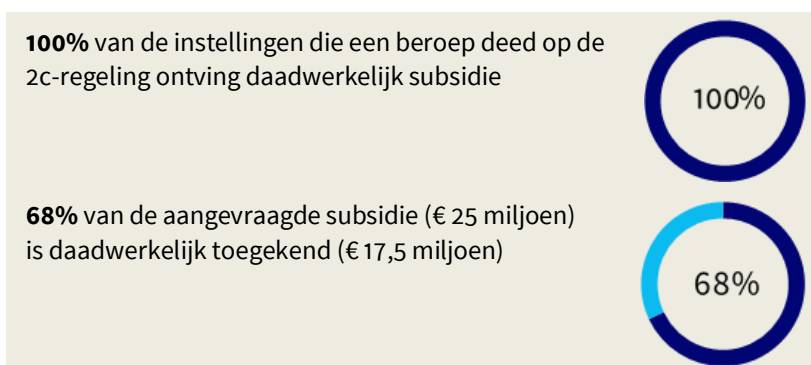 100% van de instellingen die een beroep deed op de
2c-regeling ontving daadwerkelijk subsidie
100%
68% van de aangevraagde subsidie (€ 25 miljoen)
is daadwerkelijk toegekend (€ 17,5 miljoen)
68%